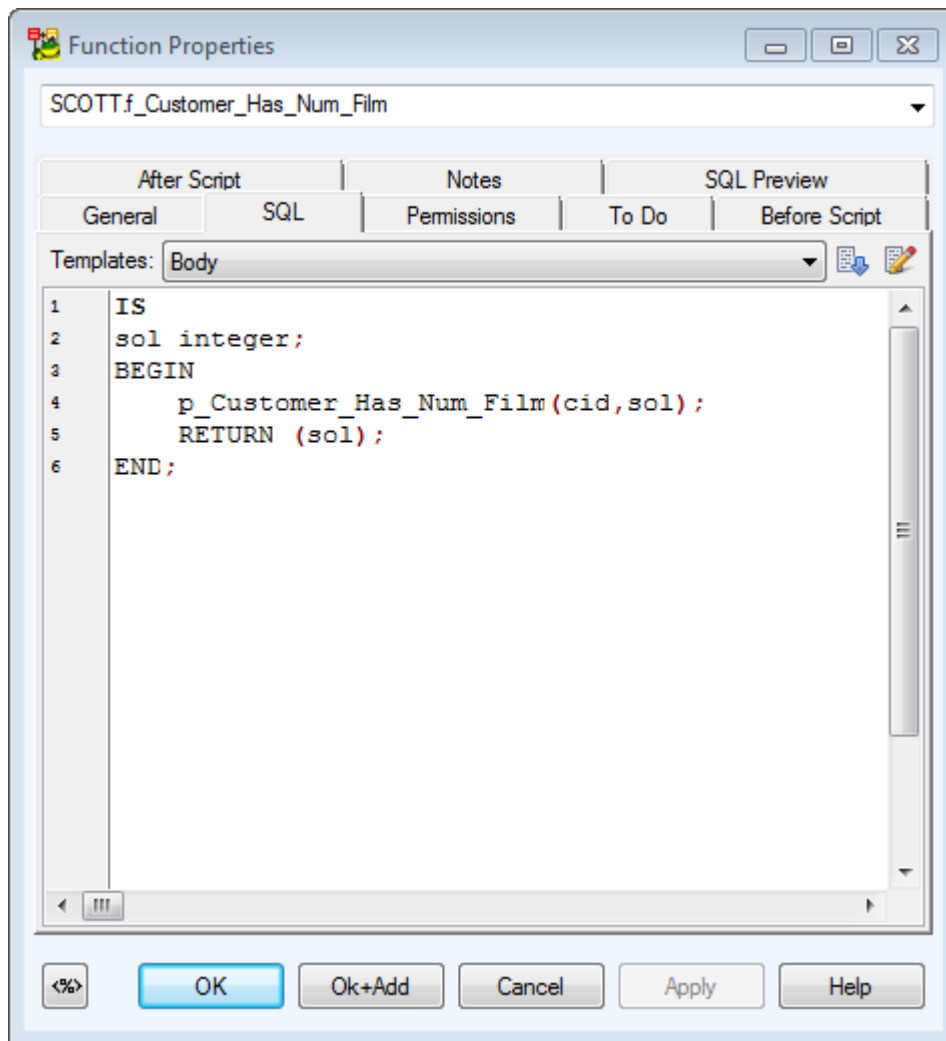 Function Properties
SCOTT.f_Customer_Has_Num_Film
After Script Notes SQL Preview
General SQL Permissions To Do Before Script
Templates: Body
1 IS
2 sol integer;
3 BEGIN
4 p_Customer_Has_Num_Film(cid,sol);
5 RETURN (sol);
6 END;
<%> OK Ok+Add Cancel Apply Help